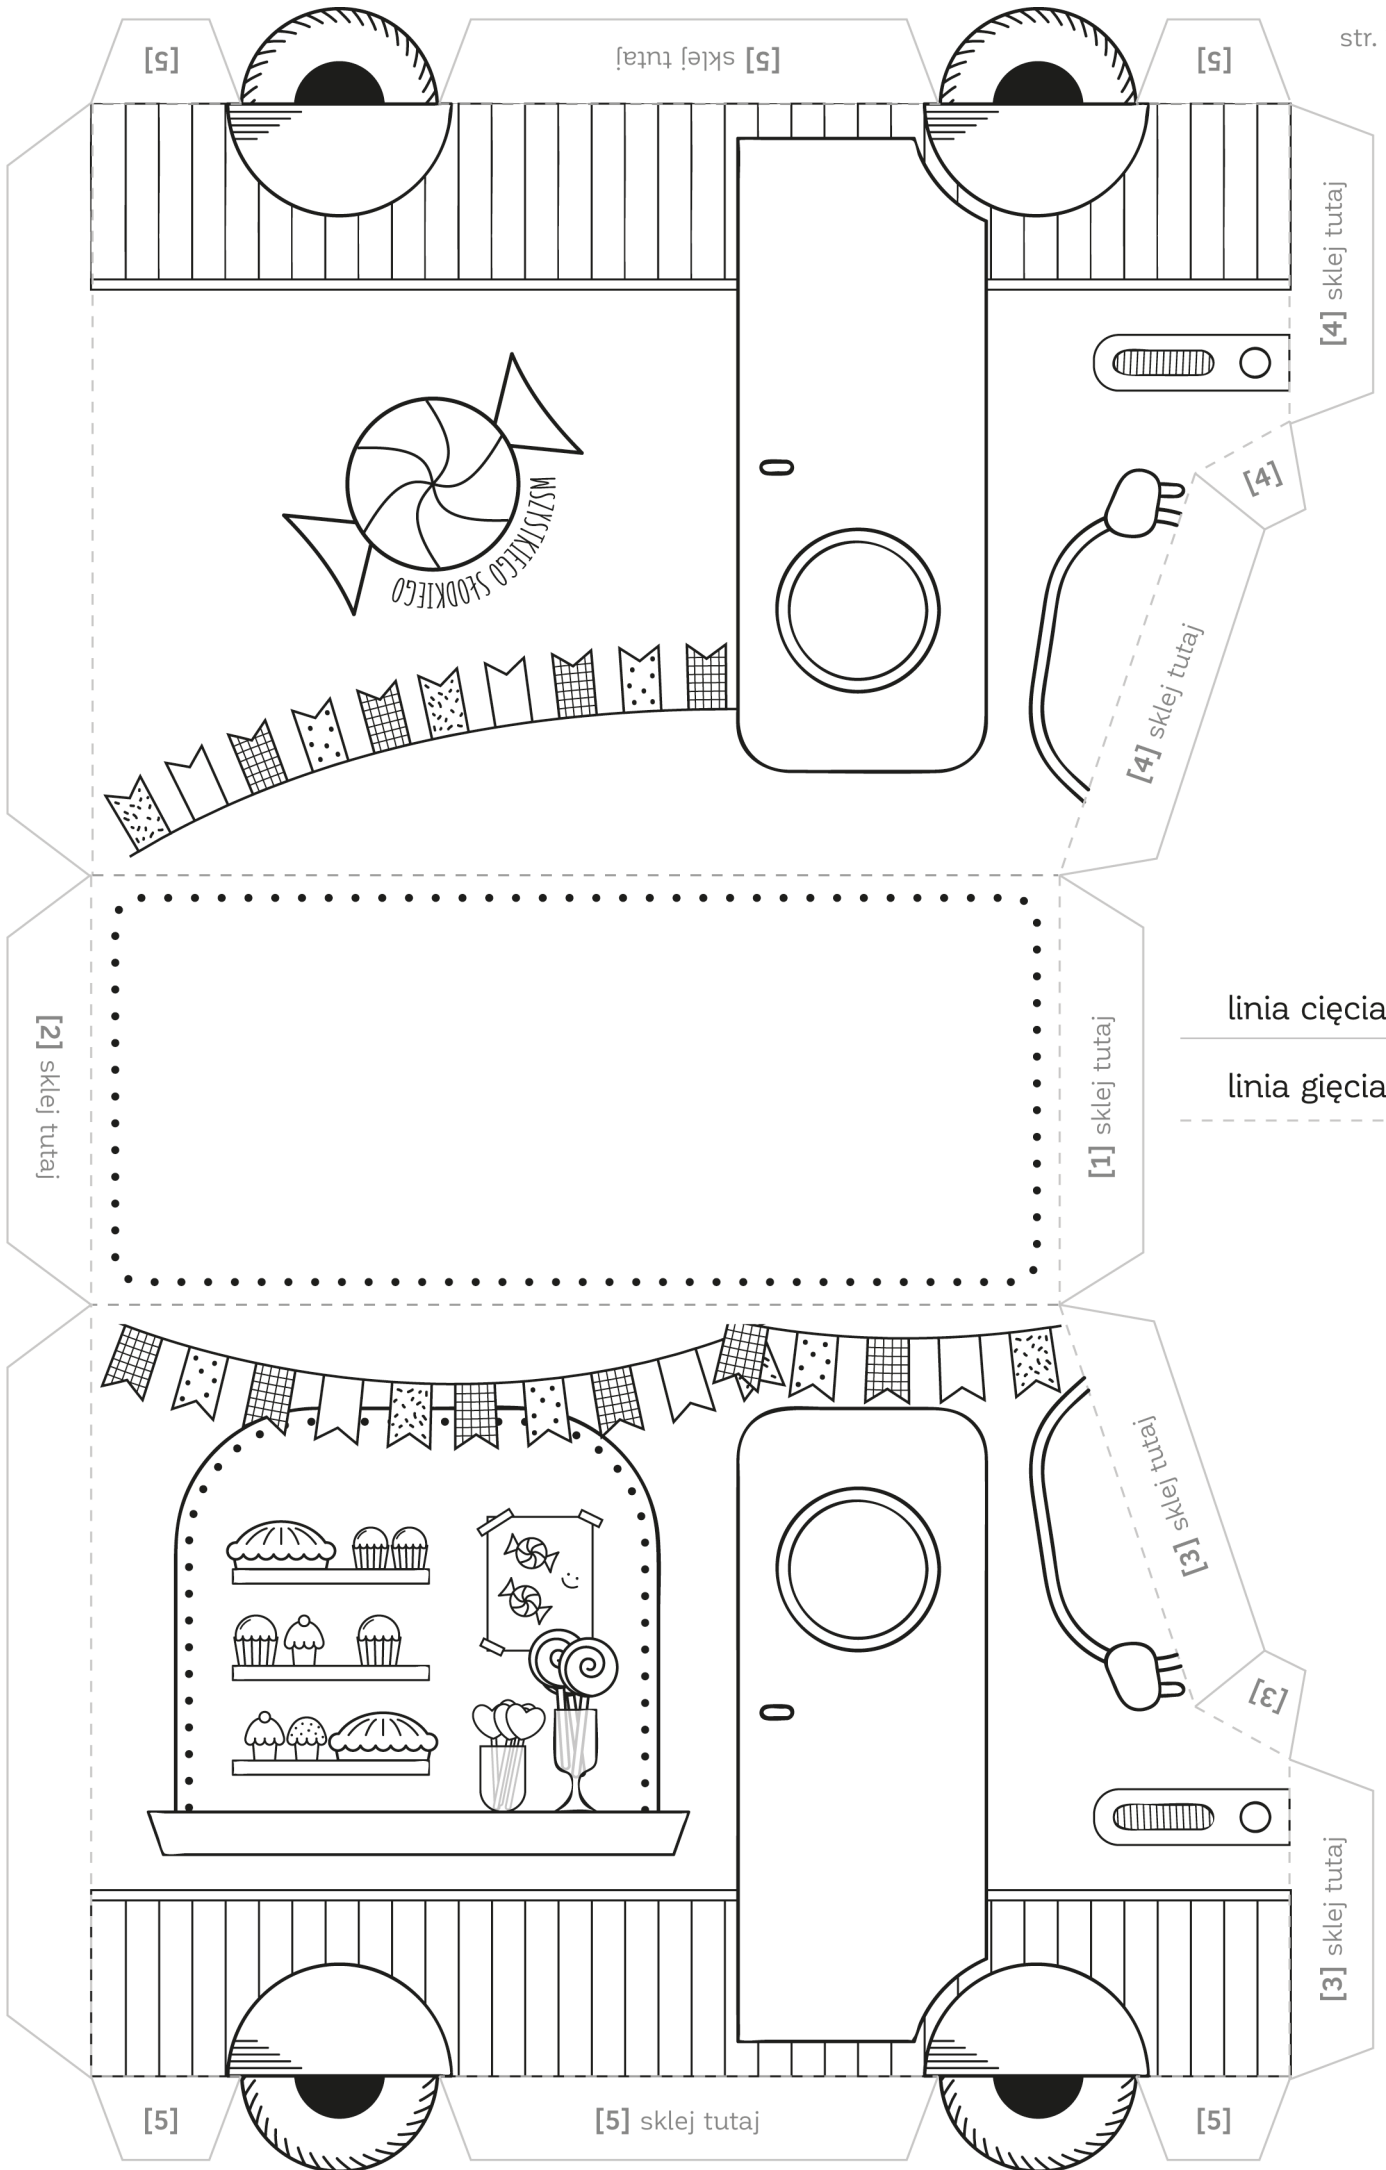 str.
[5]
[5] sklej tutaj
[5]
[4] sklej tutaj
[4]
WSZYSTKIEGO SŁODKIEGO
[4] sklej tutaj
[2] sklej tutaj
[1] sklej tutaj
linia cięcia
linia gięcia
[3] sklej tutaj
[3]
[3] sklej tutaj
[5]
[5] sklej tutaj
[5]